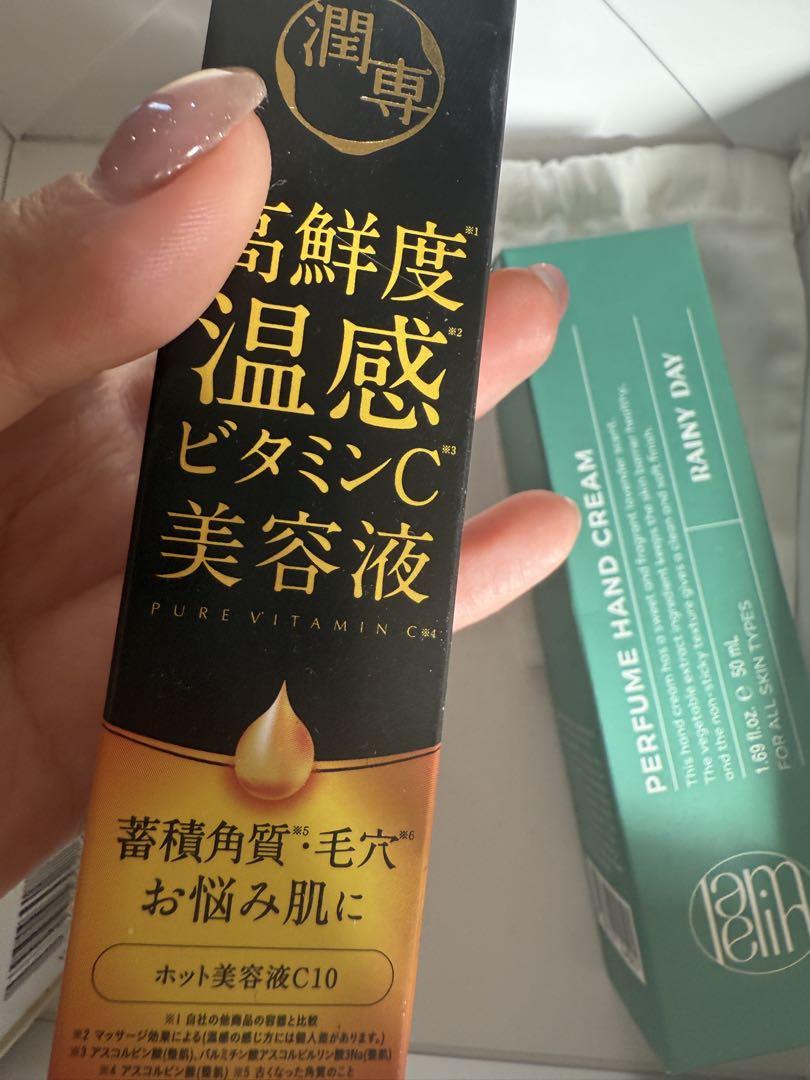 潤専
高鮮度※1
温感※2
ビタミンC※3
美容液
PURE VITAMIN C※4
蓄積角質※5・毛穴※6
お悩み肌に
ホット美容液C10
※1 自社の他商品の容器と比較
※2 マッサージ効果による(温感の感じ方には個人差があります。)
※3 アスコルビン酸(整肌)、パルミチン酸アスコルビルリン酸3Na(整肌)
※4 アスコルビン酸(整肌) ※5 古くなった角質のこと
PERFUME HAND CREAM
This hand cream has a sweet and fragrant lavender scent.
The vegetable extract ingredient keeps the skin barrier healthy,
and the non-sticky texture gives a clean and soft finish.
RAINY DAY
1.69 fl.oz. e 50 mL
FOR ALL SKIN TYPES